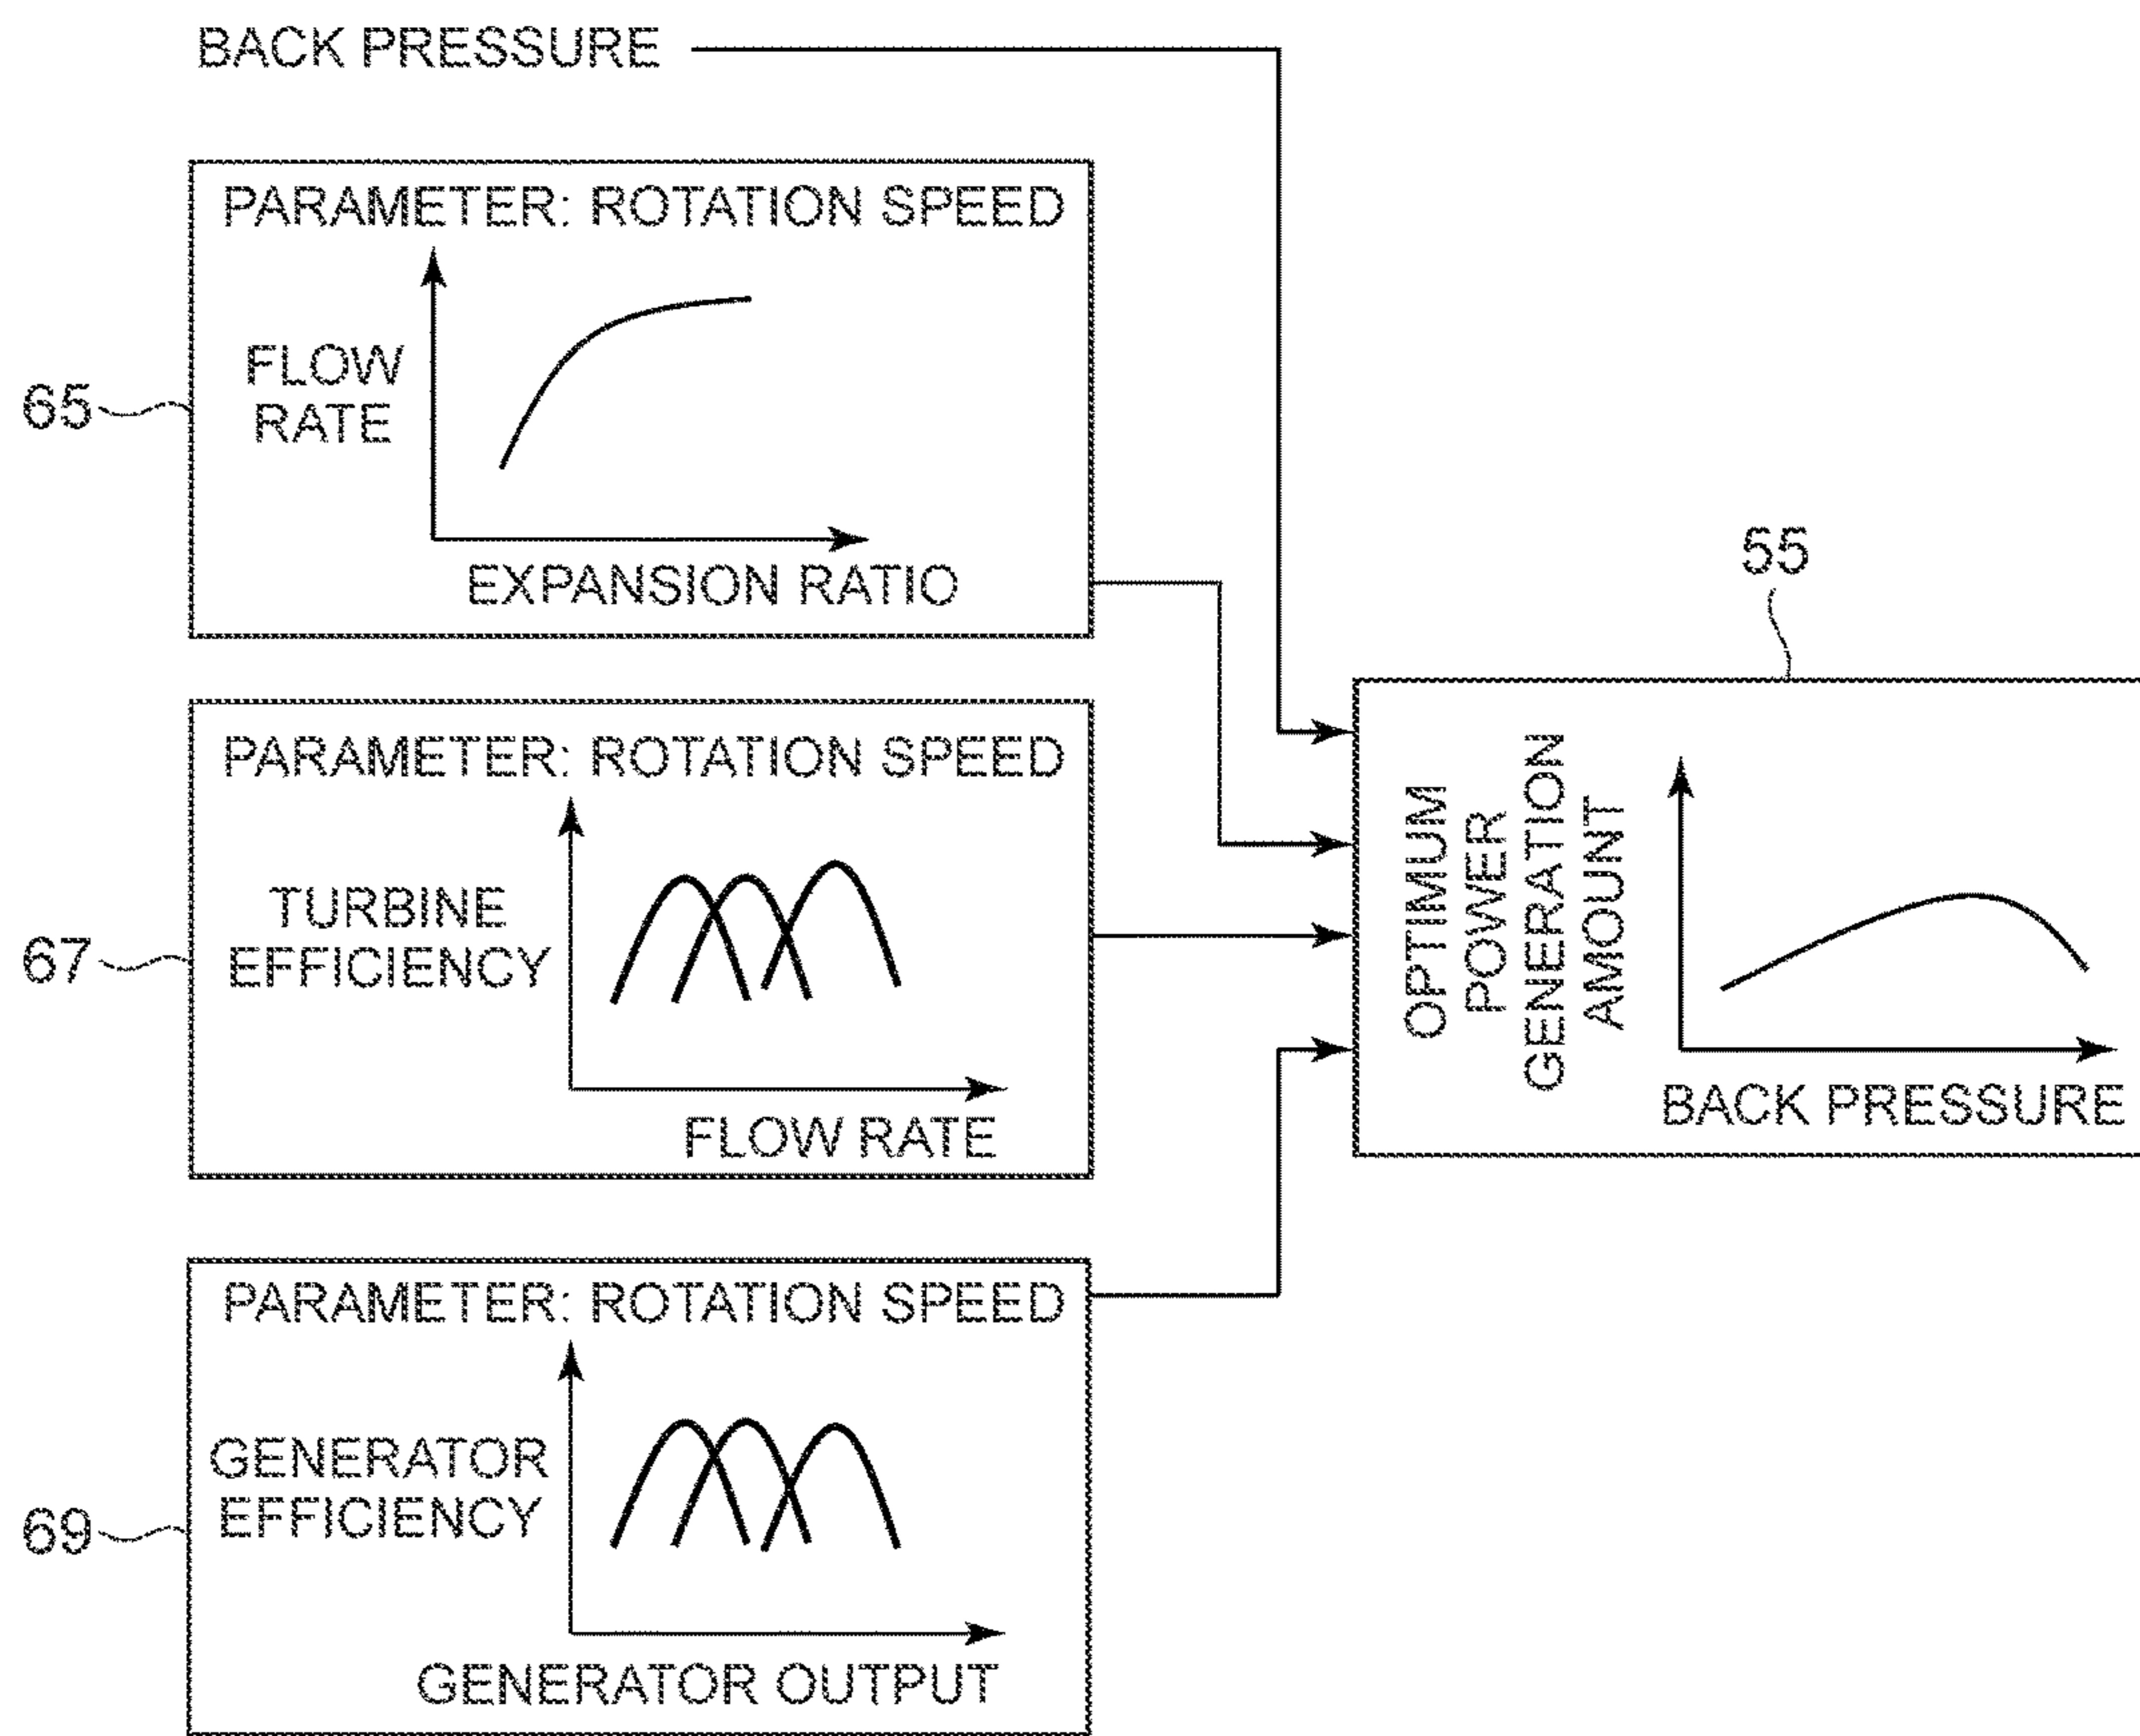 BACK PRESSURE
PARAMETER: ROTATION SPEED
FLOW
RATE
EXPANSION RATIO
65
PARAMETER: ROTATION SPEED
TURBINE
EFFICIENCY
FLOW RATE
67
PARAMETER: ROTATION SPEED
GENERATOR
EFFICIENCY
GENERATOR OUTPUT
69
55
OPTIMUM
POWER
GENERATION
AMOUNT
BACK PRESSURE